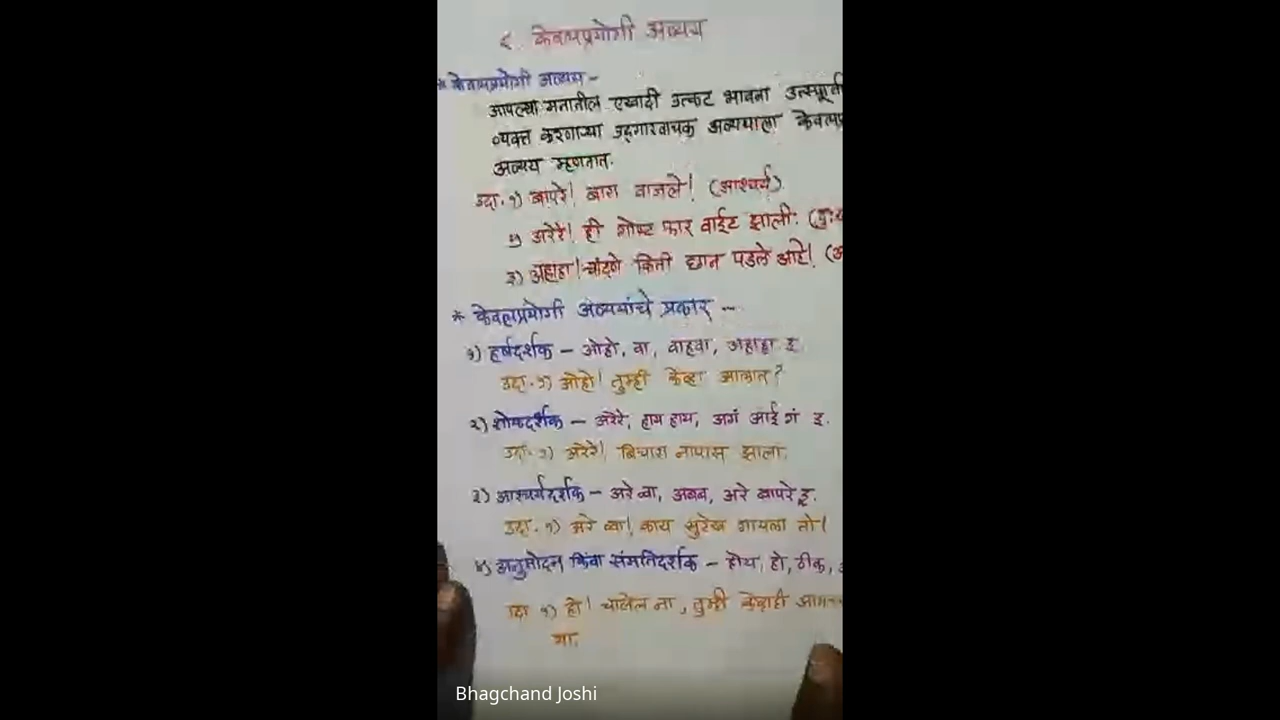 ८. केवलप्रयोगी अव्यय
* केवलप्रयोगी अव्यय -
आपल्या मनातील एखादी उत्कट भावना
व्यक्त करणाऱ्या उद्गारवाचक अव्ययाला
अव्यय म्हणतात.
उदा. १) बापरे! बारा वाजले! (आश्चर्य)
२) अरेरे! ही गोष्ट फार वाईट झाली.
३) अहाहा! चांदणे किती छान पडले आहे!
* केवलप्रयोगी अव्ययांचे प्रकार --
१) हर्षदर्शक - ओहो, वा, वाहवा, अहाहा इ.
उदा. १) ओहो! तुम्ही केव्हा आलात?
२) शोकदर्शक - अरेरे, हाय हाय, अगं आई गं इ.
उदा. १) अरेरे! बिचारा नापास झाला.
३) आश्चर्यदर्शक - अरे व्वा, अबब, अरे बापरे इ.
उदा. १) अरे व्वा! काय सुरेख गायला तो!
४) अनुमोदन किंवा संमतिदर्शक - होय, हो, ठीक,
उदा १) हो! चालेल ना, तुम्ही केव्हाही
या.
Bhagchand Joshi